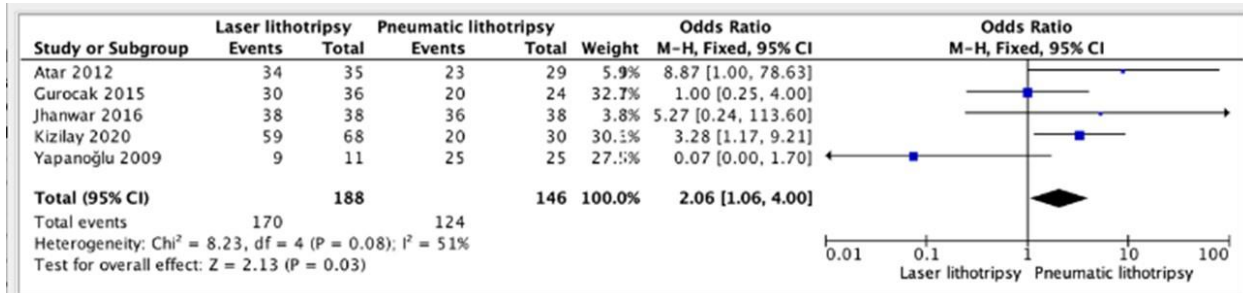 Laser lithotripsy Pneumatic lithotripsy Odds Ratio Odds Ratio
Study or Subgroup Events Total Events Total Weight M-H, Fixed, 95% CI M-H, Fixed, 95% CI
Atar 2012 34 35 23 29 5.9% 8.87 [1.00, 78.63]
Gurocak 2015 30 36 20 24 32.7% 1.00 [0.25, 4.00]
Jhanwar 2016 38 38 36 38 3.8% 5.27 [0.24, 113.60]
Kizilay 2020 59 68 20 30 3.28 [1.17, 9.21]
Yapanoğlu 2009 9 11 25 25 0.07 [0.00, 1.70]
Total (95% CI) 188 146 100.0% 2.06 [1.06, 4.00]
Total events 170 124
Heterogeneity: Chi² = 8.23, df = 4 (P = 0.08); I² = 51%
Test for overall effect: Z = 2.13 (P = 0.03)
0.01 0.1 1 10 100
Laser lithotripsy Pneumatic lithotripsy